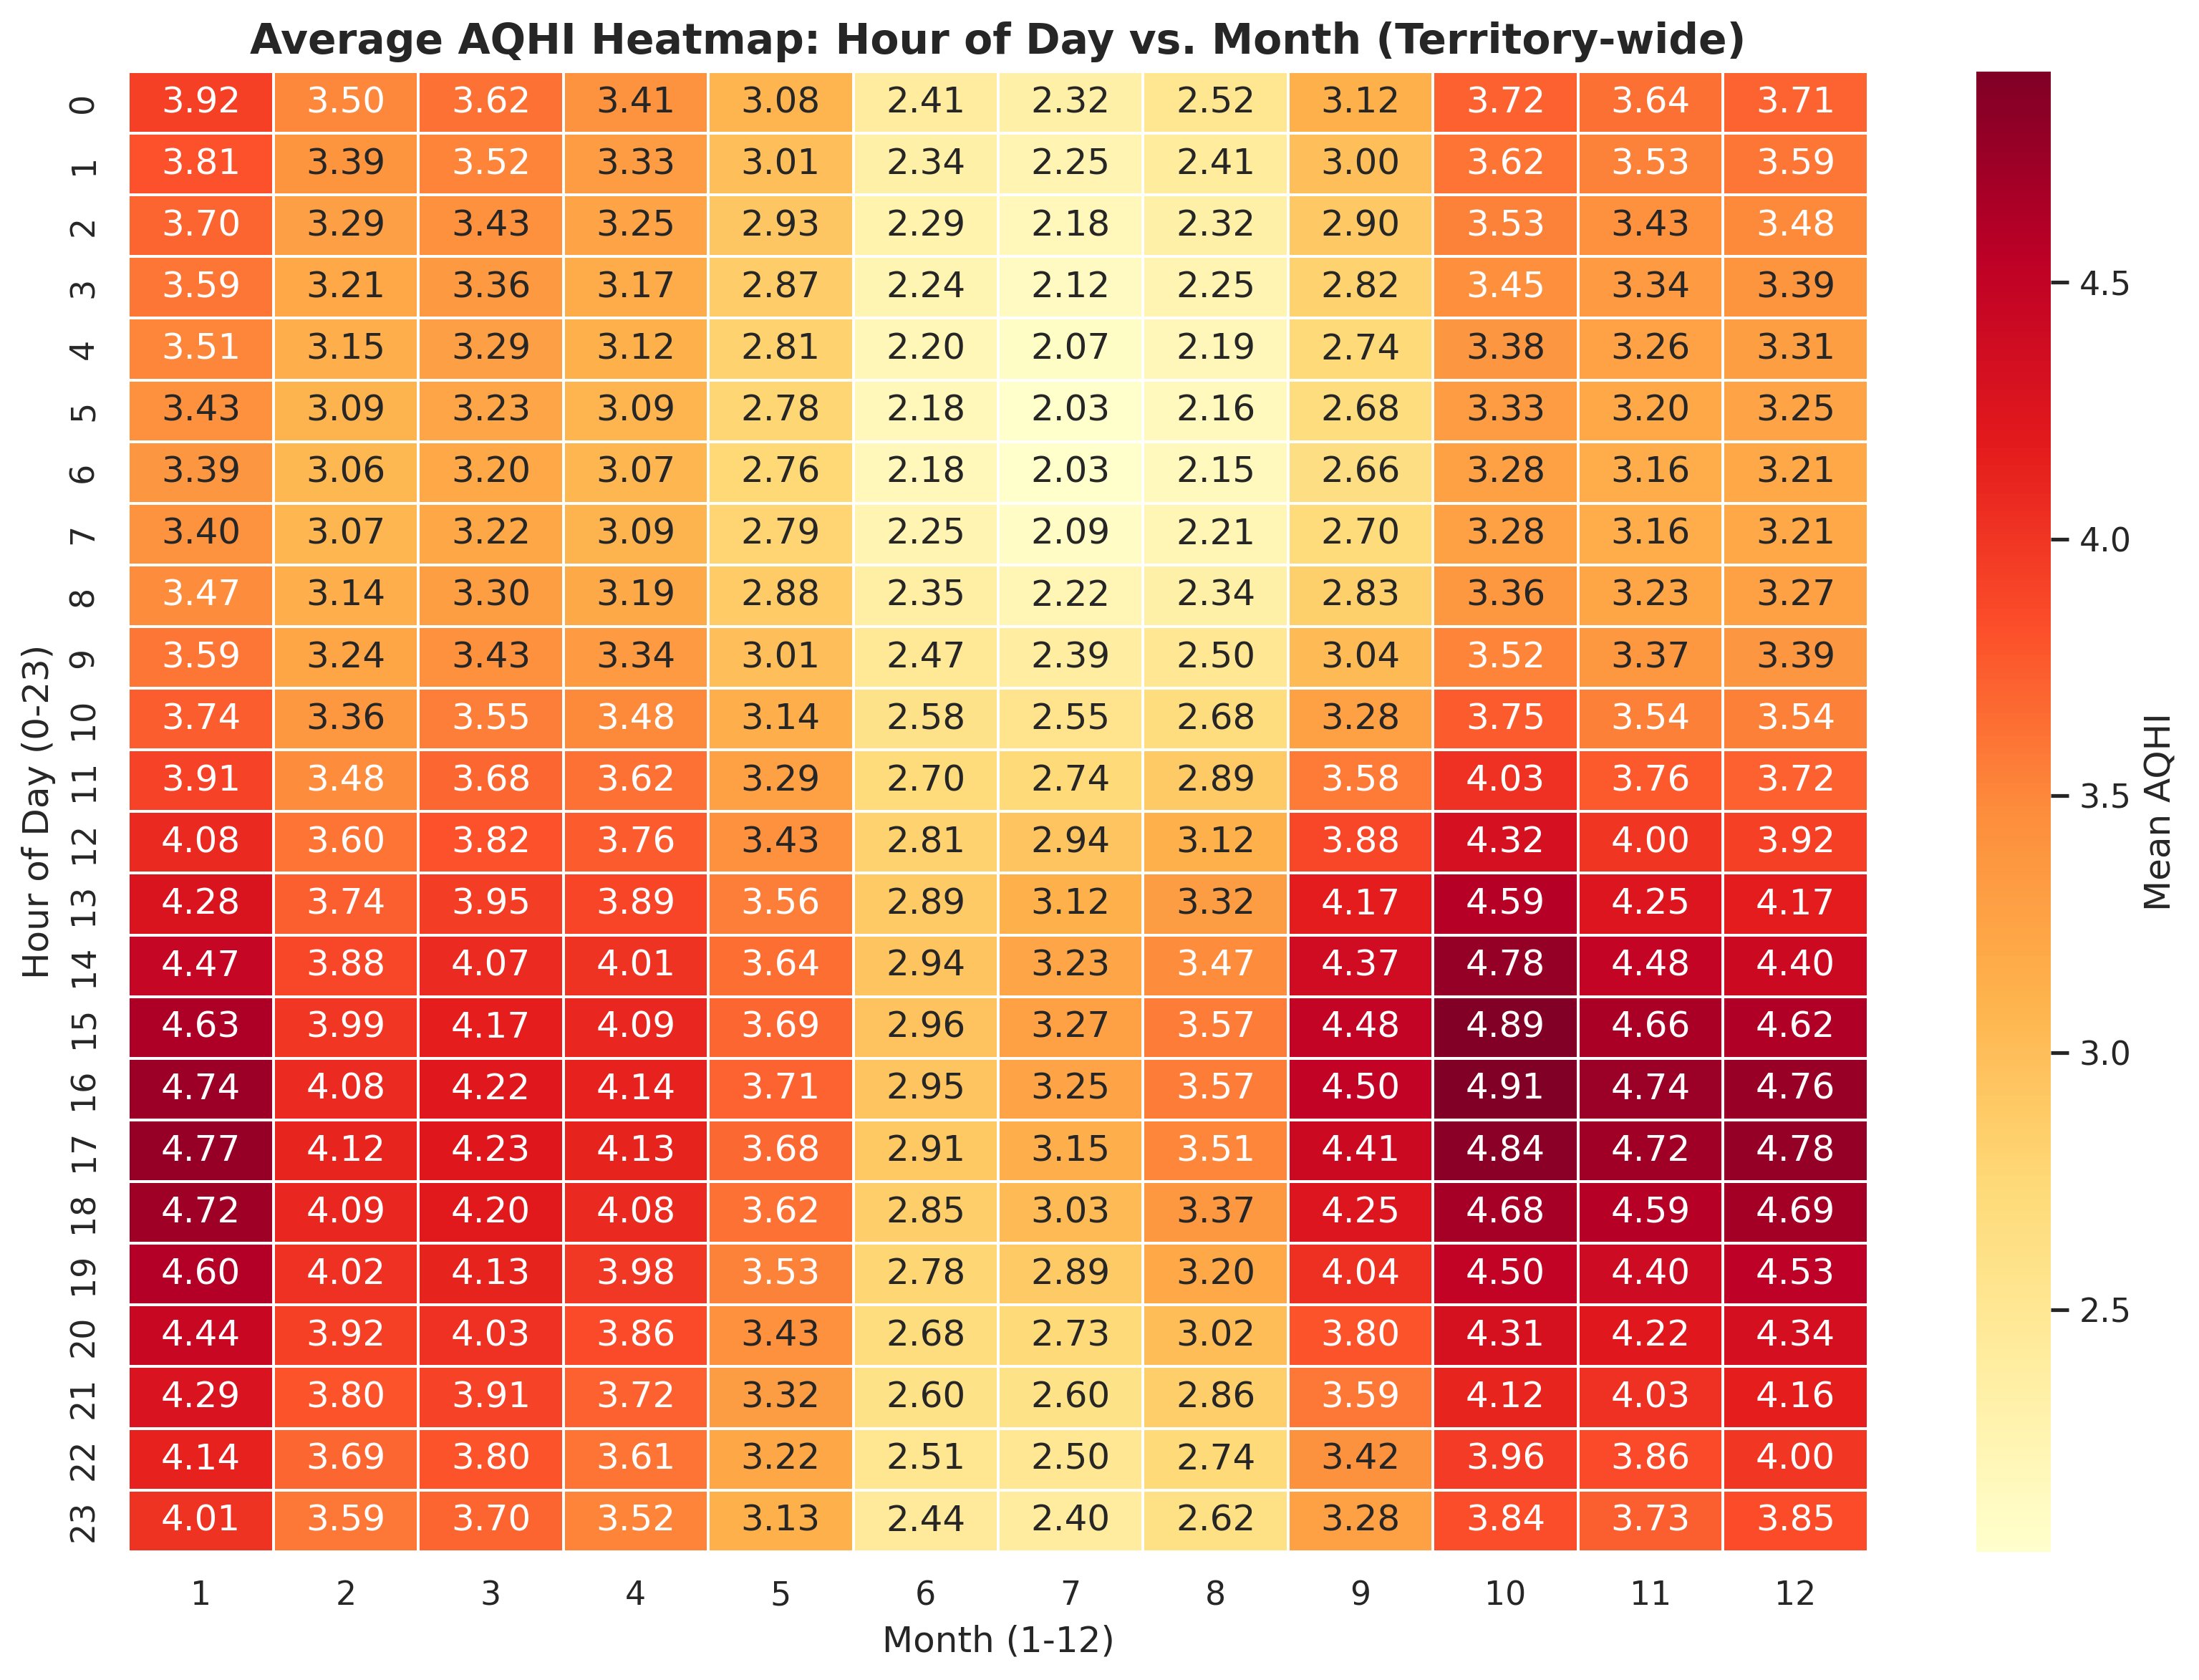 Average AQHI Heatmap: Hour of Day vs. Month (Territory-wide)
Hour of Day (0-23)
0 3.92 3.50 3.62 3.41 3.08 2.41 2.32 2.52 3.12 3.72 3.64 3.71
1 3.81 3.39 3.52 3.33 3.01 2.34 2.25 2.41 3.00 3.62 3.53 3.59
2 3.70 3.29 3.43 3.25 2.93 2.29 2.18 2.32 2.90 3.53 3.43 3.48
3 3.59 3.21 3.36 3.17 2.87 2.24 2.12 2.25 2.82 3.45 3.34 3.39
4 3.51 3.15 3.29 3.12 2.81 2.20 2.07 2.19 2.74 3.38 3.26 3.31
5 3.43 3.09 3.23 3.09 2.78 2.18 2.03 2.16 2.68 3.33 3.20 3.25
6 3.39 3.06 3.20 3.07 2.76 2.18 2.03 2.15 2.66 3.28 3.16 3.21
7 3.40 3.07 3.22 3.09 2.79 2.25 2.09 2.21 2.70 3.28 3.16 3.21
8 3.47 3.14 3.30 3.19 2.88 2.35 2.22 2.34 2.83 3.36 3.23 3.27
9 3.59 3.24 3.43 3.34 3.01 2.47 2.39 2.50 3.04 3.52 3.37 3.39
10 3.74 3.36 3.55 3.48 3.14 2.58 2.55 2.68 3.28 3.75 3.54 3.54
11 3.91 3.48 3.68 3.62 3.29 2.70 2.74 2.89 3.58 4.03 3.76 3.72
12 4.08 3.60 3.82 3.76 3.43 2.81 2.94 3.12 3.88 4.32 4.00 3.92
13 4.28 3.74 3.95 3.89 3.56 2.89 3.12 3.32 4.17 4.59 4.25 4.17
14 4.47 3.88 4.07 4.01 3.64 2.94 3.23 3.47 4.37 4.78 4.48 4.40
15 4.63 3.99 4.17 4.09 3.69 2.96 3.27 3.57 4.48 4.89 4.66 4.62
16 4.74 4.08 4.22 4.14 3.71 2.95 3.25 3.57 4.50 4.91 4.74 4.76
17 4.77 4.12 4.23 4.13 3.68 2.91 3.15 3.51 4.41 4.84 4.72 4.78
18 4.72 4.09 4.20 4.08 3.62 2.85 3.03 3.37 4.25 4.68 4.59 4.69
19 4.60 4.02 4.13 3.98 3.53 2.78 2.89 3.20 4.04 4.50 4.40 4.53
20 4.44 3.92 4.03 3.86 3.43 2.68 2.73 3.02 3.80 4.31 4.22 4.34
21 4.29 3.80 3.91 3.72 3.32 2.60 2.60 2.86 3.59 4.12 4.03 4.16
22 4.14 3.69 3.80 3.61 3.22 2.51 2.50 2.74 3.42 3.96 3.86 4.00
23 4.01 3.59 3.70 3.52 3.13 2.44 2.40 2.62 3.28 3.84 3.73 3.85
1 2 3 4 5 6 7 8 9 10 11 12
Month (1-12)
4.5
4.0
3.5
3.0
2.5
Mean AQHI